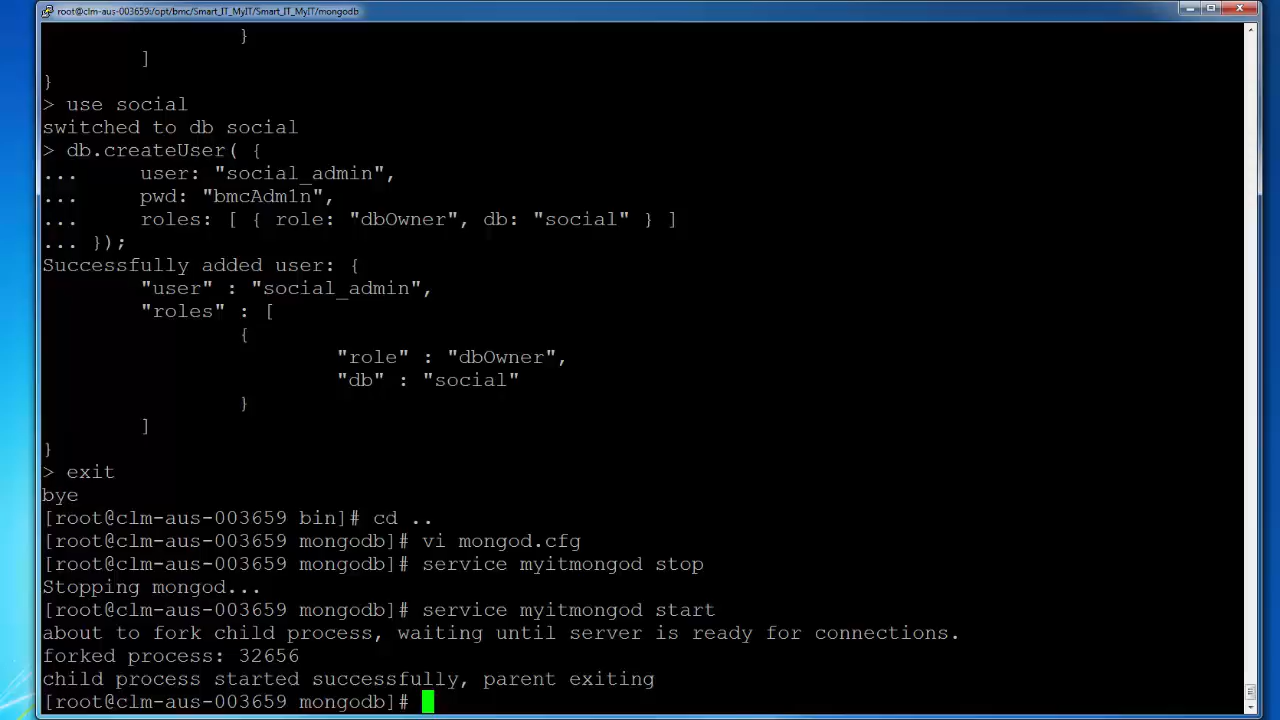 root@clm-aus-003659:/opt/bmc/Smart_IT_MyIT/Smart_IT_MyIT/mongodb
}
]
}
> use social
switched to db social
> db.createUser( {
...     user: "social_admin",
...     pwd: "bmcAdm1n",
...     roles: [ { role: "dbOwner", db: "social" } ]
... });
Successfully added user: {
"user" : "social_admin",
"roles" : [
{
"role" : "dbOwner",
"db" : "social"
}
]
}
> exit
bye
[root@clm-aus-003659 bin]# cd ..
[root@clm-aus-003659 mongodb]# vi mongod.cfg
[root@clm-aus-003659 mongodb]# service myitmongod stop
Stopping mongod...
[root@clm-aus-003659 mongodb]# service myitmongod start
about to fork child process, waiting until server is ready for connections.
forked process: 32656
child process started successfully, parent exiting
[root@clm-aus-003659 mongodb]#